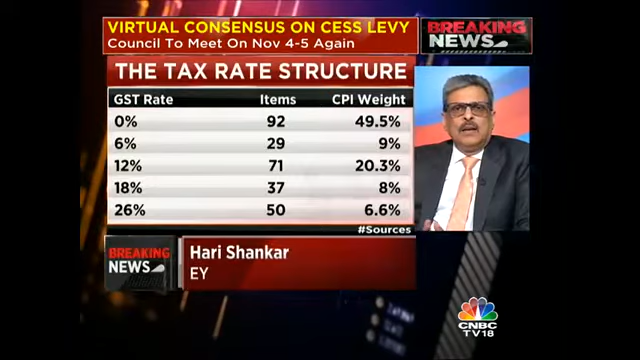 VIRTUAL CONSENSUS ON CESS LEVY
Council To Meet On Nov 4-5 Again
BREAKING
NEWS
THE TAX RATE STRUCTURE
GST Rate Items CPI Weight
0% 92 49.5%
6% 29 9%
12% 71 20.3%
18% 37 8%
26% 50 6.6%
#Sources
BREAKING
NEWS
Hari Shankar
EY
CNBC
TV18